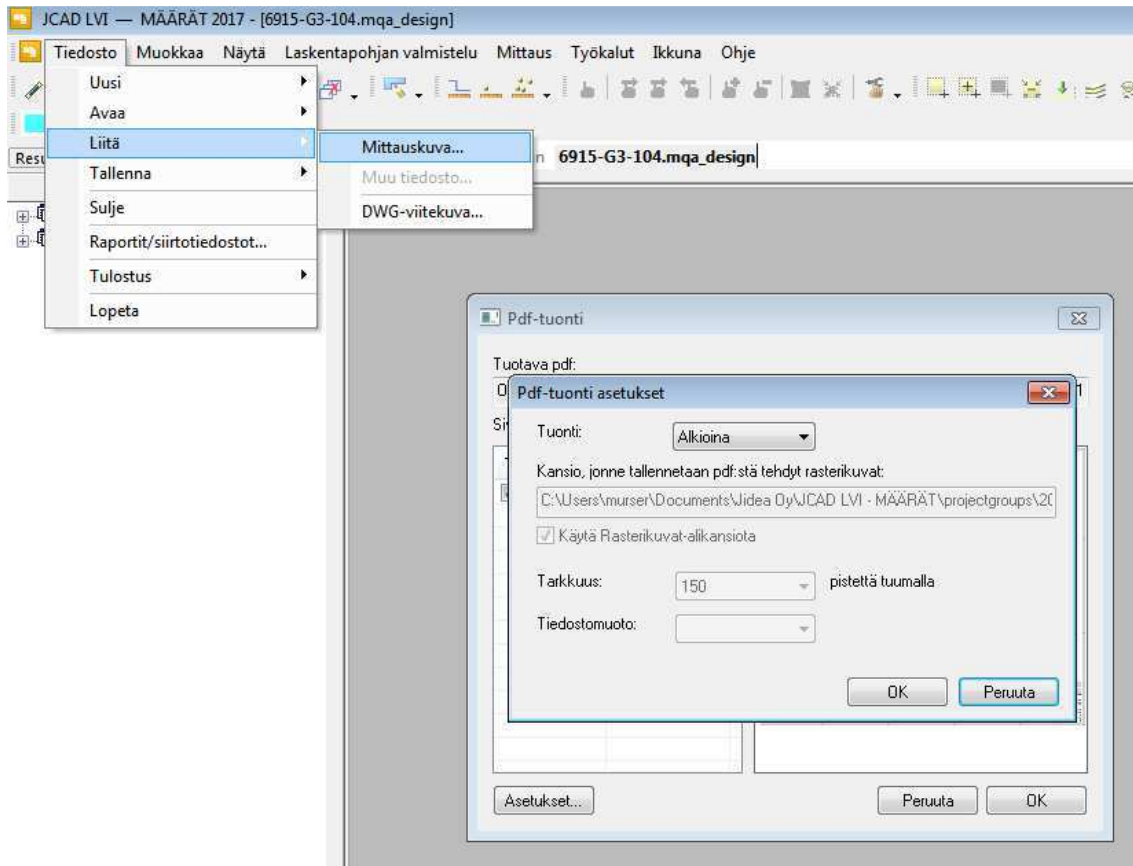 JCAD LVI — MÄÄRÄT 2017 - [6915-G3-104.mqa_design]
Tiedosto Muokkaa Näytä Laskentapohjan valmistelu Mittaus Työkalut Ikkuna Ohje
Uusi
Avaa
Liitä
Tallenna
Sulje
Raportit/siirtotiedostot...
Tulostus
Lopeta
Mittauskuva...
Muu tiedosto...
DWG-viitekuva...
6915-G3-104.mqa_design
Pdf-tuonti
Tuotava pdf:
Pdf-tuonti asetukset
Tuonti: Alkioina
Kansio, jonne tallennetaan pdf:stä tehdyt rasterikuvat:
C:\Users\murser\Documents\Jidea Oy\JCAD LVI - MÄÄRÄT\projectgroups\20
Käytä Rasterikuvat-alikansiota
Tarkkuus: 150 pistettä tuumalla
Tiedostomuoto:
OK Peruuta
Asetukset... Peruuta OK